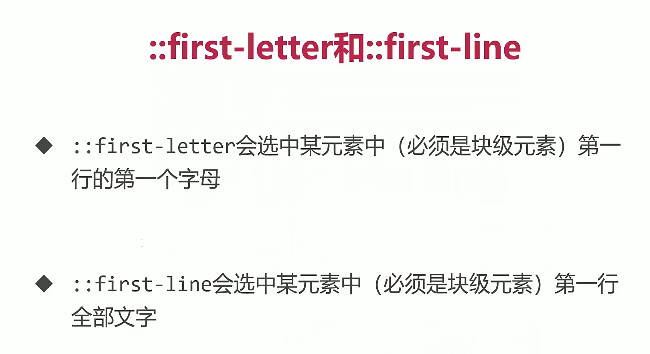 ::first-letter和::first-line
◆ ::first-letter会选中某元素中（必须是块级元素）第一
行的第一个字母
◆ ::first-line会选中某元素中（必须是块级元素）第一行
全部文字